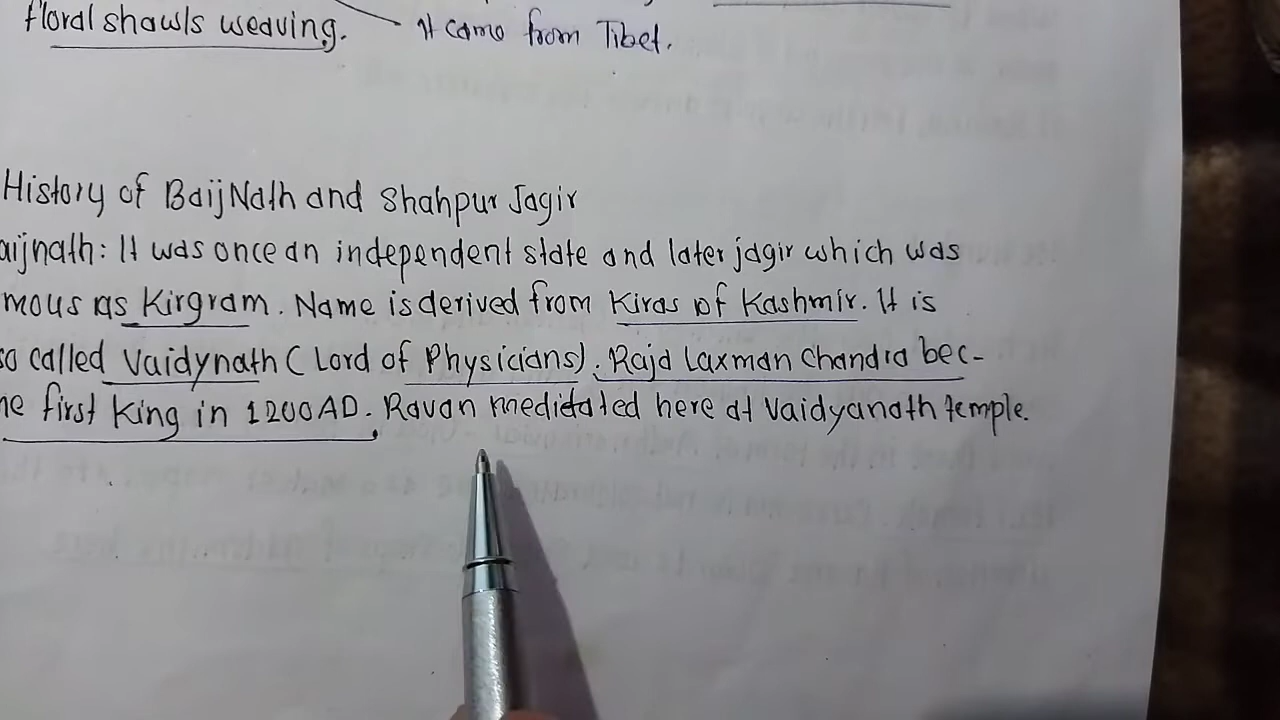 floral shawls weaving. It came from Tibet.
History of BaijNath and Shahpur Jagir
aijnath: It was once an independent state and later jagir which was
mous as Kirgram. Name is derived from Kiras of Kashmir. It is
so called Vaidynath (Lord of Physicians). Raja Laxman Chandra bec-
me first King in 1200AD. Ravan meditated here at Vaidyanath temple.